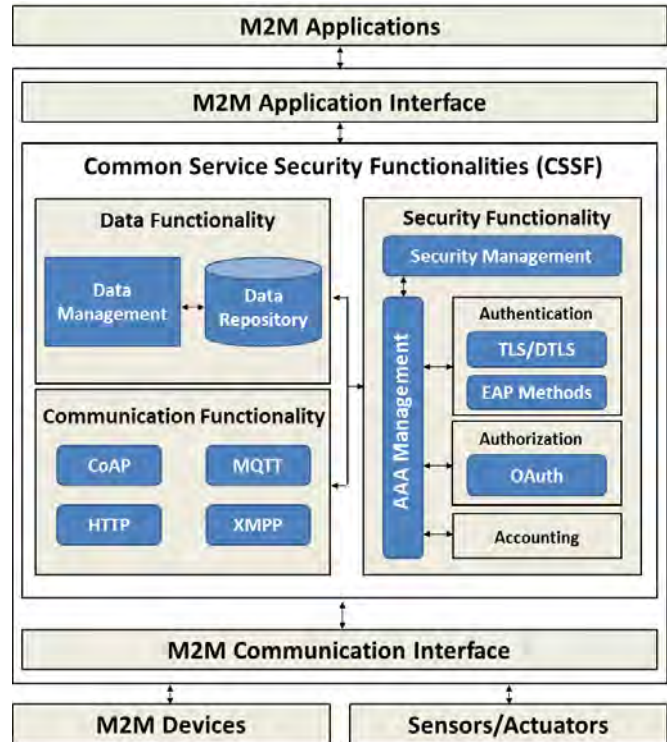 M2M Applications
M2M Application Interface
Common Service Security Functionalities (CSSF)
Data Functionality
Data
Management
Data
Repository
Communication Functionality
CoAP
MQTT
HTTP
XMPP
Security Functionality
Security Management
AAA Management
Authentication
TLS/DTLS
EAP Methods
Authorization
OAuth
Accounting
M2M Communication Interface
M2M Devices
Sensors/Actuators